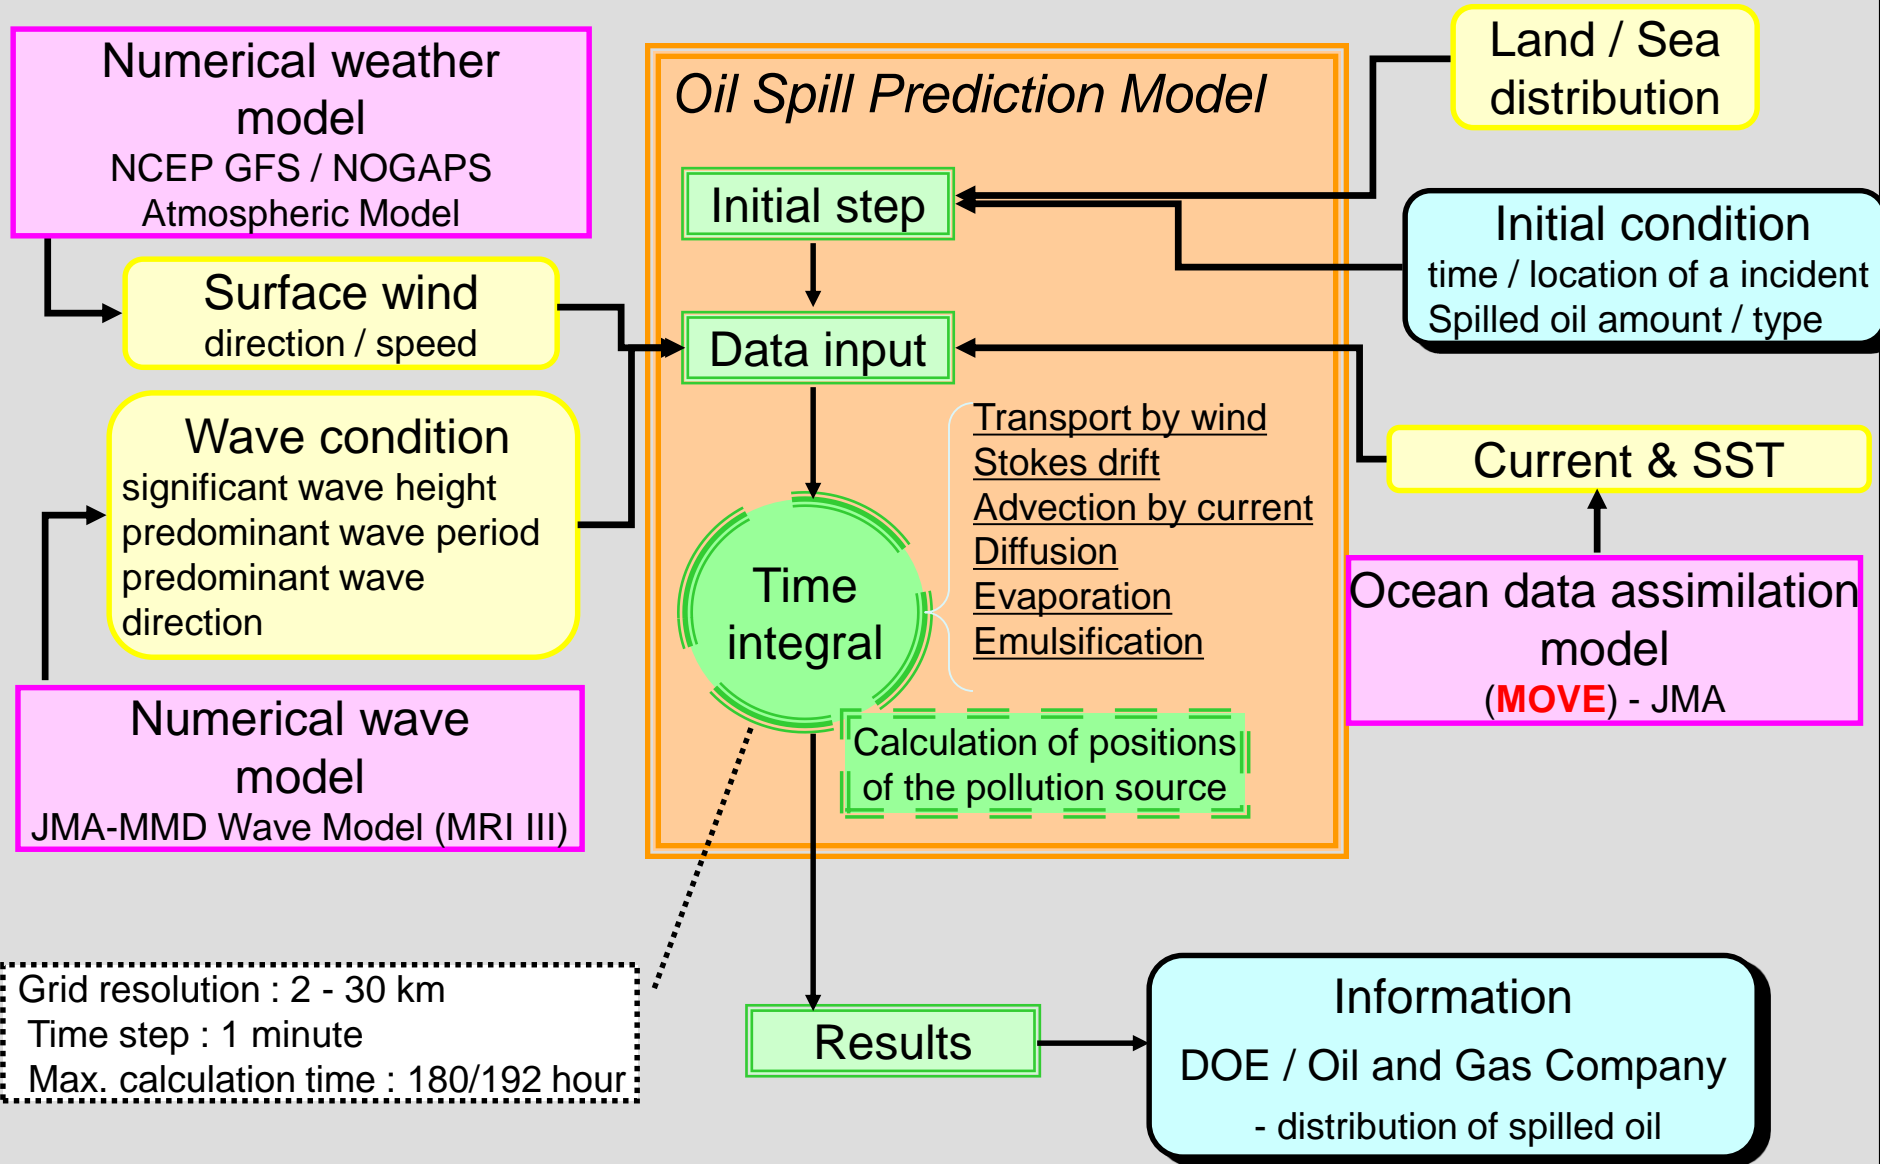 Numerical weather
model
NCEP GFS / NOGAPS
Atmospheric Model
Surface wind
direction / speed
Wave condition
significant wave height
predominant wave period
predominant wave
direction
Numerical wave
model
JMA-MMD Wave Model (MRI III)
Oil Spill Prediction Model
Initial step
Data input
Transport by wind
Stokes drift
Advection by current
Diffusion
Evaporation
Emulsification
Time
integral
Calculation of positions
of the pollution source
Land / Sea
distribution
Initial condition
time / location of a incident
Spilled oil amount / type
Current & SST
Ocean data assimilation
model
(MOVE) - JMA
Grid resolution : 2 - 30 km
Time step : 1 minute
Max. calculation time : 180/192 hour
Results
Information
DOE / Oil and Gas Company
- distribution of spilled oil